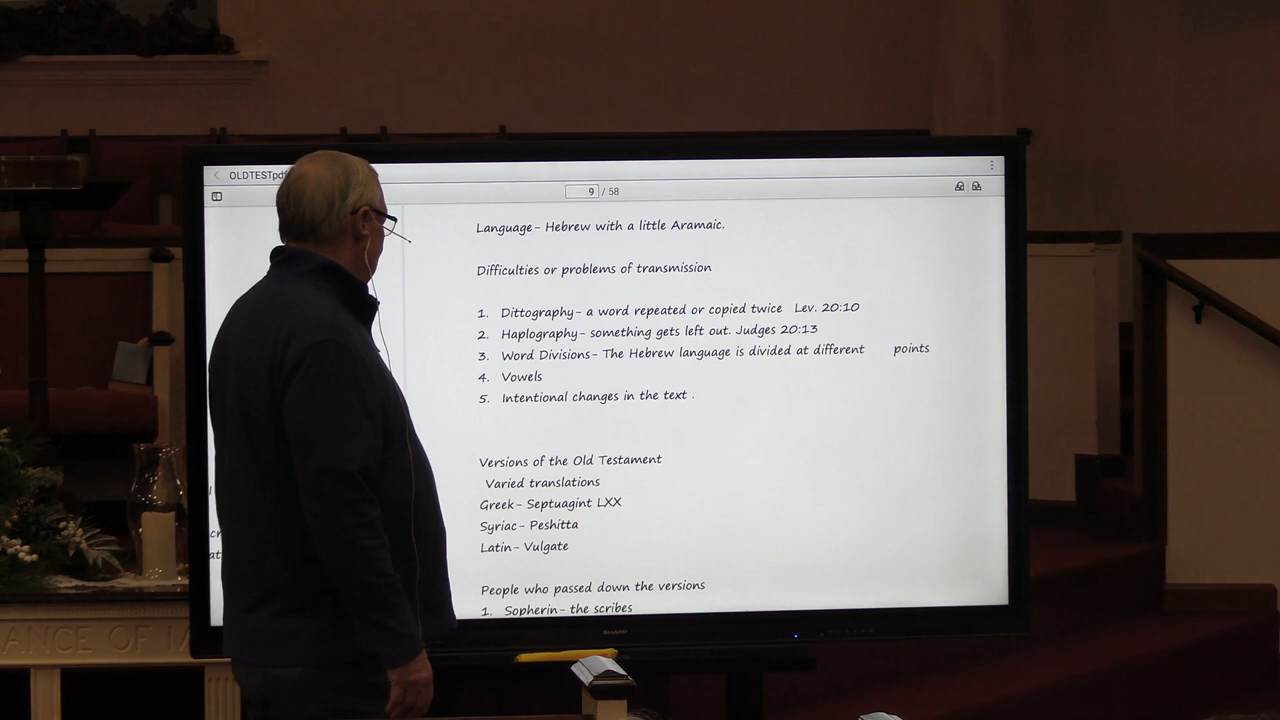 OLDTESTpdf
9 / 58
Language- Hebrew with a little Aramaic.
Difficulties or problems of transmission
1. Dittography- a word repeated or copied twice Lev. 20:10
2. Haplography- something gets left out. Judges 20:13
3. Word Divisions- The Hebrew language is divided at different points
4. Vowels
5. Intentional changes in the text .
Versions of the Old Testament
Varied translations
Greek- Septuagint LXX
Syriac- Peshitta
Latin- Vulgate
People who passed down the versions
1. Sopherin- the scribes
SHARP
ANCE OF